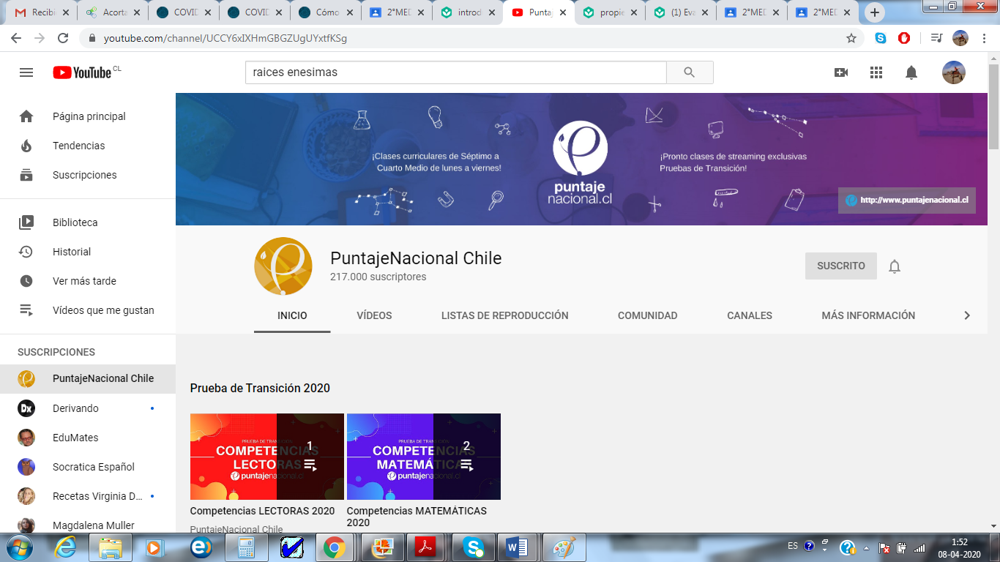 Recibi
Acorta
COVID
COVID
Cómo
2°MED
introd
Puntaj
propie
(1) Eva
2°MED
2°MED
youtube.com/channel/UCCY6xIXHmGBGZUgUYxtfKSg
YouTube CL
raices enesimas
Página principal
Tendencias
Suscripciones
Biblioteca
Historial
Ver más tarde
Vídeos que me gustan
SUSCRIPCIONES
PuntajeNacional Chile
Derivando
EduMates
Socratica Español
Recetas Virginia D...
Magdalena Muller
¡Clases curriculares de Séptimo a
Cuarto Medio de lunes a viernes!
puntaje
nacional.cl
¡Pronto clases de streaming exclusivas
Pruebas de Transición!
http://www.puntajenacional.cl
PuntajeNacional Chile
217.000 suscriptores
SUSCRITO
INICIO
VÍDEOS
LISTAS DE REPRODUCCIÓN
COMUNIDAD
CANALES
MÁS INFORMACIÓN
Prueba de Transición 2020
PRUEBA DE TRANSICIÓN
COMPETENCIAS
LECTORAS
puntajenacional.cl
1
Competencias LECTORAS 2020
PuntajeNacional Chile
PRUEBA DE TRANSICIÓN
COMPETENCIAS
MATEMÁTICAS
puntajenacional.cl
2
Competencias MATEMÁTICAS
2020
Dx
ES
1:52
08-04-2020